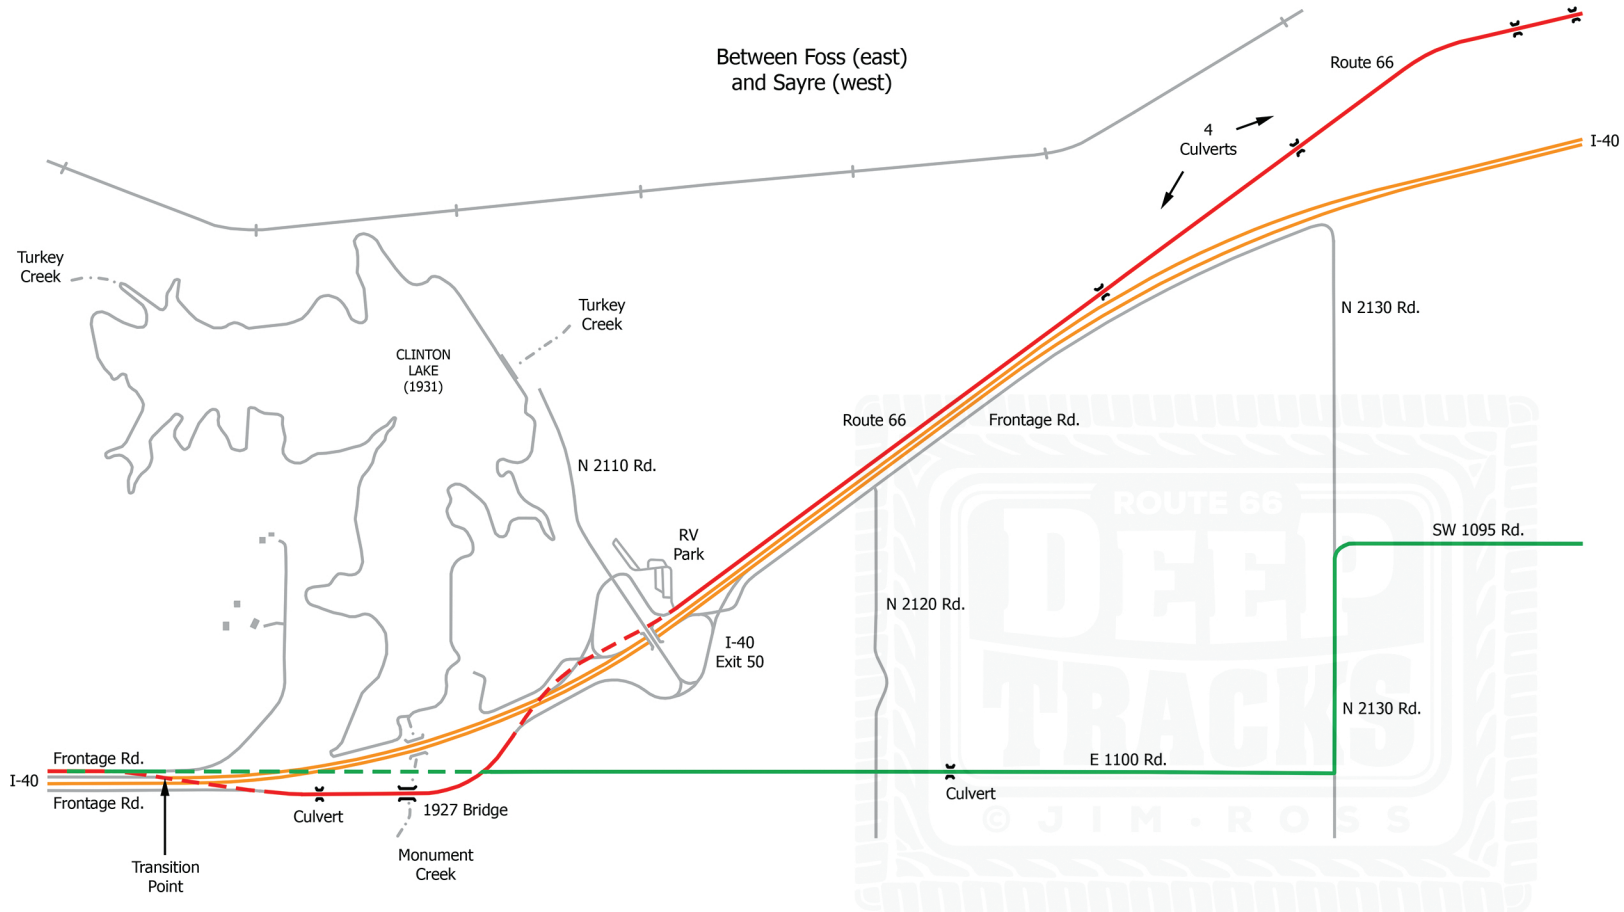 Between Foss (east)
and Sayre (west)
Route 66
4
Culverts
I-40
Turkey
Creek
Turkey
Creek
N 2130 Rd.
CLINTON
LAKE
(1931)
Route 66
Frontage Rd.
N 2110 Rd.
ROUTE 66
DEEP
TRACKS
© JIM · ROSS
RV
Park
SW 1095 Rd.
N 2120 Rd.
I-40
Exit 50
N 2130 Rd.
Frontage Rd.
E 1100 Rd.
I-40
Frontage Rd.
Culvert
1927 Bridge
Culvert
Monument
Creek
Transition
Point